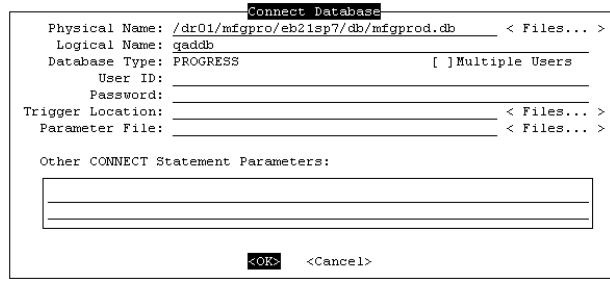 Connect Database
Physical Name: /dr01/mfgpro/eb21sp7/db/mfgprod.db < Files... >
Logical Name: qaddb
Database Type: PROGRESS [ ]Multiple Users
User ID:
Password:
Trigger Location: < Files... >
Parameter File: < Files... >
Other CONNECT Statement Parameters:
<OK> <Cancel>